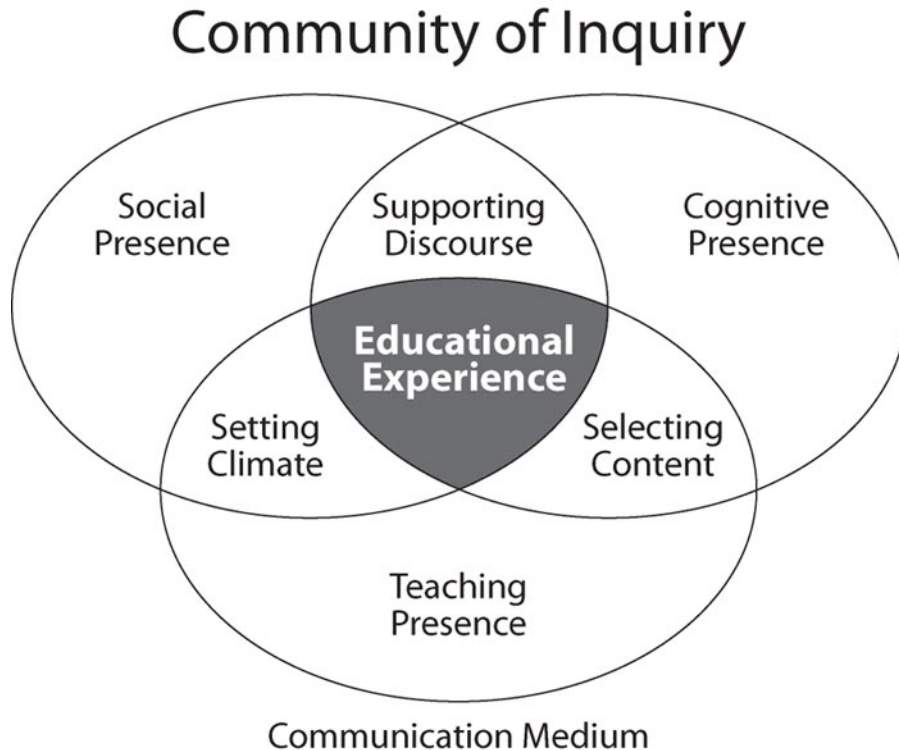 Community of Inquiry
Social
Presence
Supporting
Discourse
Cognitive
Presence
Educational
Experience
Setting
Climate
Selecting
Content
Teaching
Presence
Communication Medium